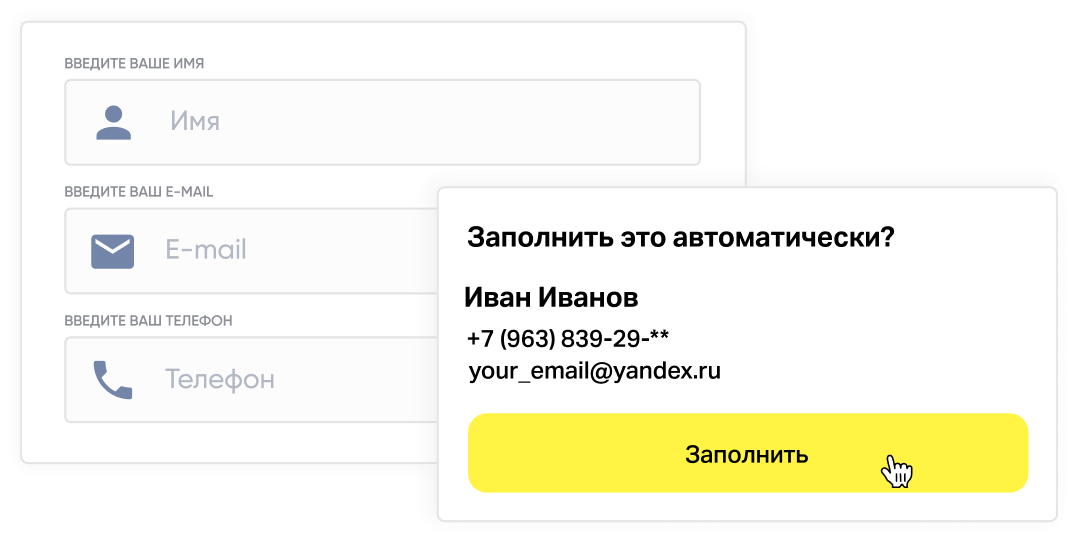 ВВЕДИТЕ ВАШЕ ИМЯ
Имя
ВВЕДИТЕ ВАШ E-MAIL
E-mail
ВВЕДИТЕ ВАШ ТЕЛЕФОН
Телефон
Заполнить это автоматически?
Иван Иванов
+7 (963) 839-29-**
your_email@yandex.ru
Заполнить